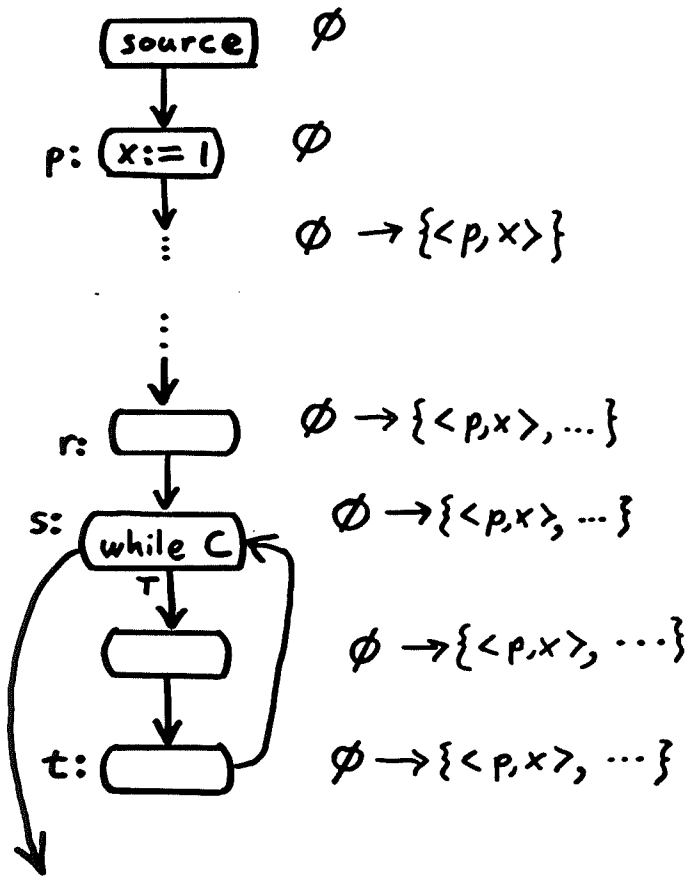 source ∅
p: x:= 1 ∅
⋮ ∅ → {<p,x>}
⋮
r: ∅ → {<p,x>, ...}
s: while C ∅ → {<p,x>, ...}
T
∅ → {<p,x>, ...}
t: ∅ → {<p,x>, ...}